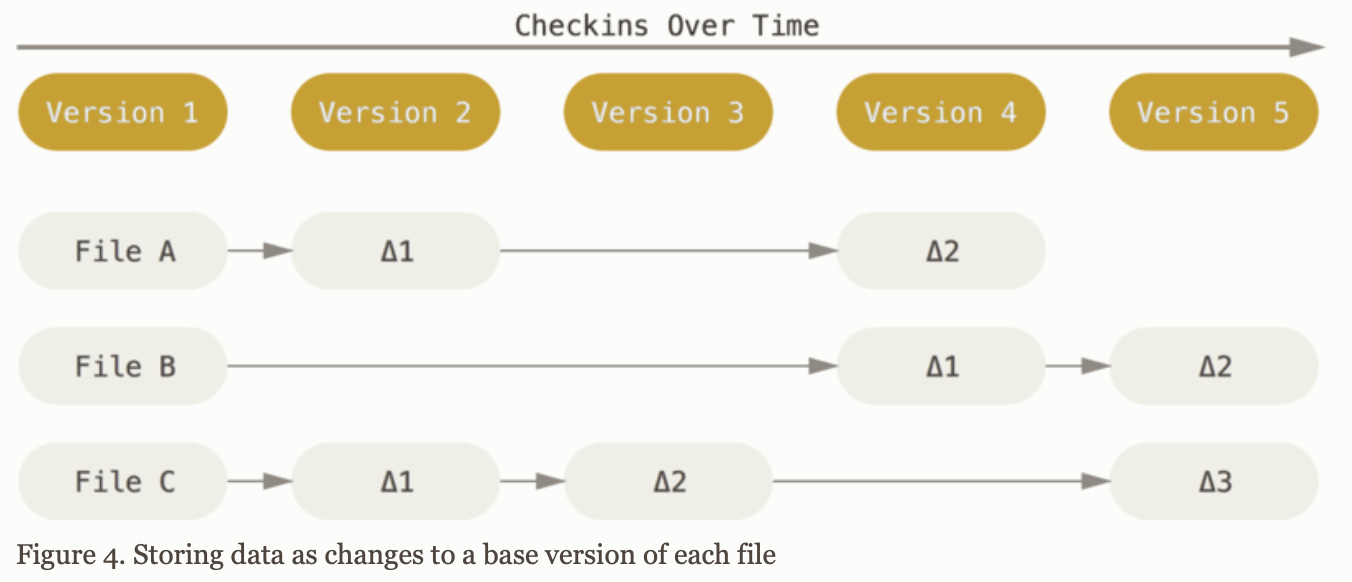 Checkins Over Time
Version 1 Version 2 Version 3 Version 4 Version 5
File A Δ1 Δ2
File B Δ1 Δ2
File C Δ1 Δ2 Δ3
Figure 4. Storing data as changes to a base version of each file